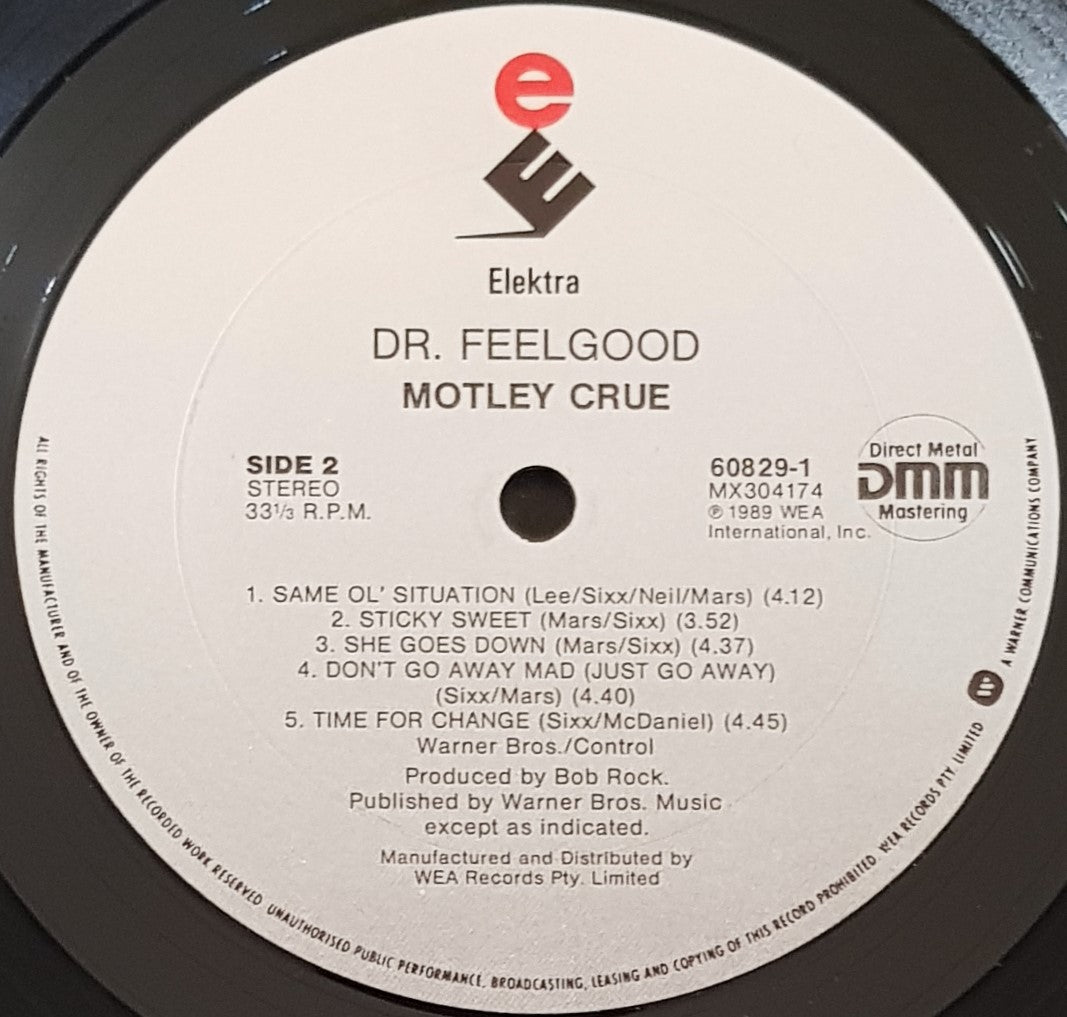 e
E
Elektra
DR. FEELGOOD
MOTLEY CRUE
SIDE 2
STEREO
33 1/3 R.P.M.
60829-1
MX304174
℗ 1989 WEA
International, Inc.
Direct Metal
DMM
Mastering
1. SAME OL' SITUATION (Lee/Sixx/Neil/Mars) (4.12)
2. STICKY SWEET (Mars/Sixx) (3.52)
3. SHE GOES DOWN (Mars/Sixx) (4.37)
4. DON'T GO AWAY MAD (JUST GO AWAY)
(Sixx/Mars) (4.40)
5. TIME FOR CHANGE (Sixx/McDaniel) (4.45)
Warner Bros./Control
Produced by Bob Rock.
Published by Warner Bros. Music
except as indicated.
Manufactured and Distributed by
WEA Records Pty. Limited
ALL RIGHTS OF THE MANUFACTURER AND OF THE OWNER OF THE RECORDED WORK RESERVED. UNAUTHORISED PUBLIC PERFORMANCE, BROADCASTING, LEASING AND COPYING OF THIS RECORD PROHIBITED. WEA RECORDS PTY. LIMITED
A WARNER COMMUNICATIONS COMPANY